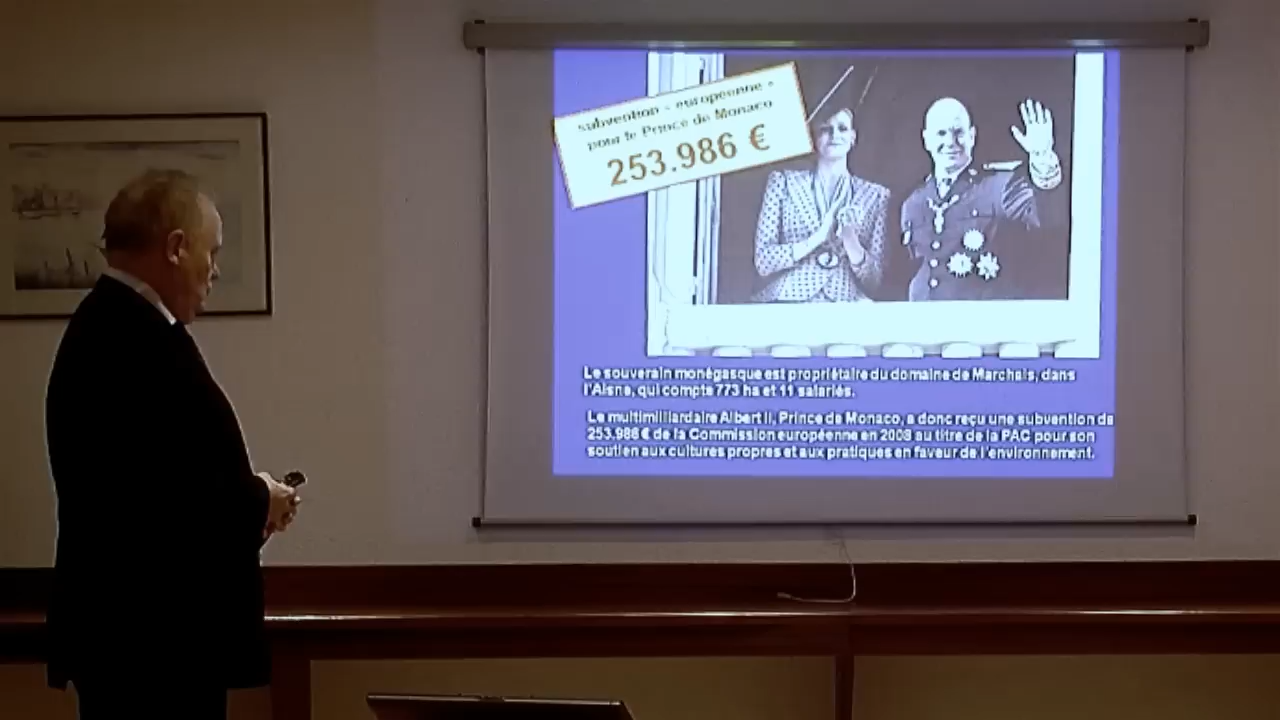 subvention « européenne »
pour le Prince de Monaco
253.986 €
Le souverain monégasque est propriétaire du domaine de Marchais, dans
l'Aisne, qui compte 773 ha et 11 salariés.
Le multimilliardaire Albert II, Prince de Monaco, a donc reçu une subvention de
253.986 € de la Commission européenne en 2008 au titre de la PAC pour son
soutien aux cultures propres et aux pratiques en faveur de l'environnement.